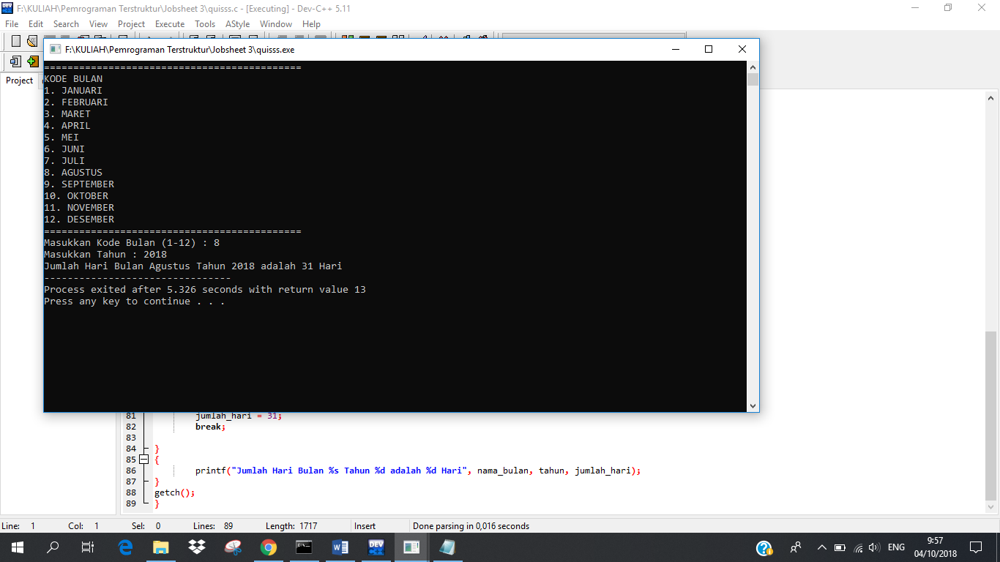 F:\KULIAH\Pemrograman Terstruktur\Jobsheet 3\quisss.c - [Executing] - Dev-C++ 5.11
File Edit Search View Project Execute Tools AStyle Window Help
F:\KULIAH\Pemrograman Terstruktur\Jobsheet 3\quisss.exe
Project
============================================
KODE BULAN
1. JANUARI
2. FEBRUARI
3. MARET
4. APRIL
5. MEI
6. JUNI
7. JULI
8. AGUSTUS
9. SEPTEMBER
10. OKTOBER
11. NOVEMBER
12. DESEMBER
============================================
Masukkan Kode Bulan (1-12) : 8
Masukkan Tahun : 2018
Jumlah Hari Bulan Agustus Tahun 2018 adalah 31 Hari
--------------------------------
Process exited after 5.326 seconds with return value 13
Press any key to continue . . .
81 jumlah_hari = 31;
82 break;
83
84 }
85 {
86 printf("Jumlah Hari Bulan %s Tahun %d adalah %d Hari", nama_bulan, tahun, jumlah_hari);
87 }
88 getch();
89 }
Line: 1 Col: 1 Sel: 0 Lines: 89 Length: 1717 Insert Done parsing in 0,016 seconds
ENG
9:57
04/10/2018